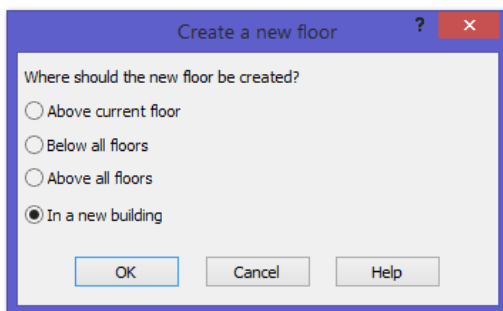 Create a new floor
?
Where should the new floor be created?
Above current floor
Below all floors
Above all floors
In a new building
OK
Cancel
Help